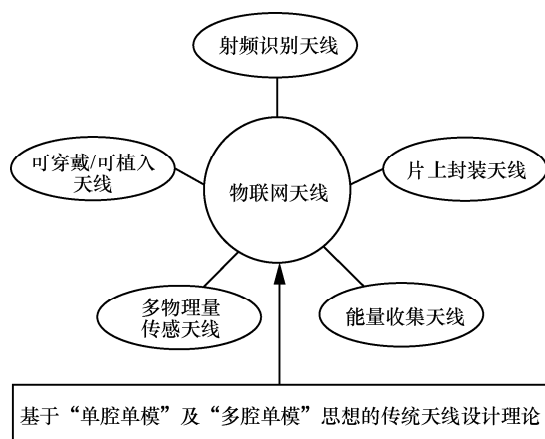 射频识别天线
可穿戴/可植入
天线
物联网天线
片上封装天线
多物理量
传感天线
能量收集天线
基于“单腔单模”及“多腔单模”思想的传统天线设计理论